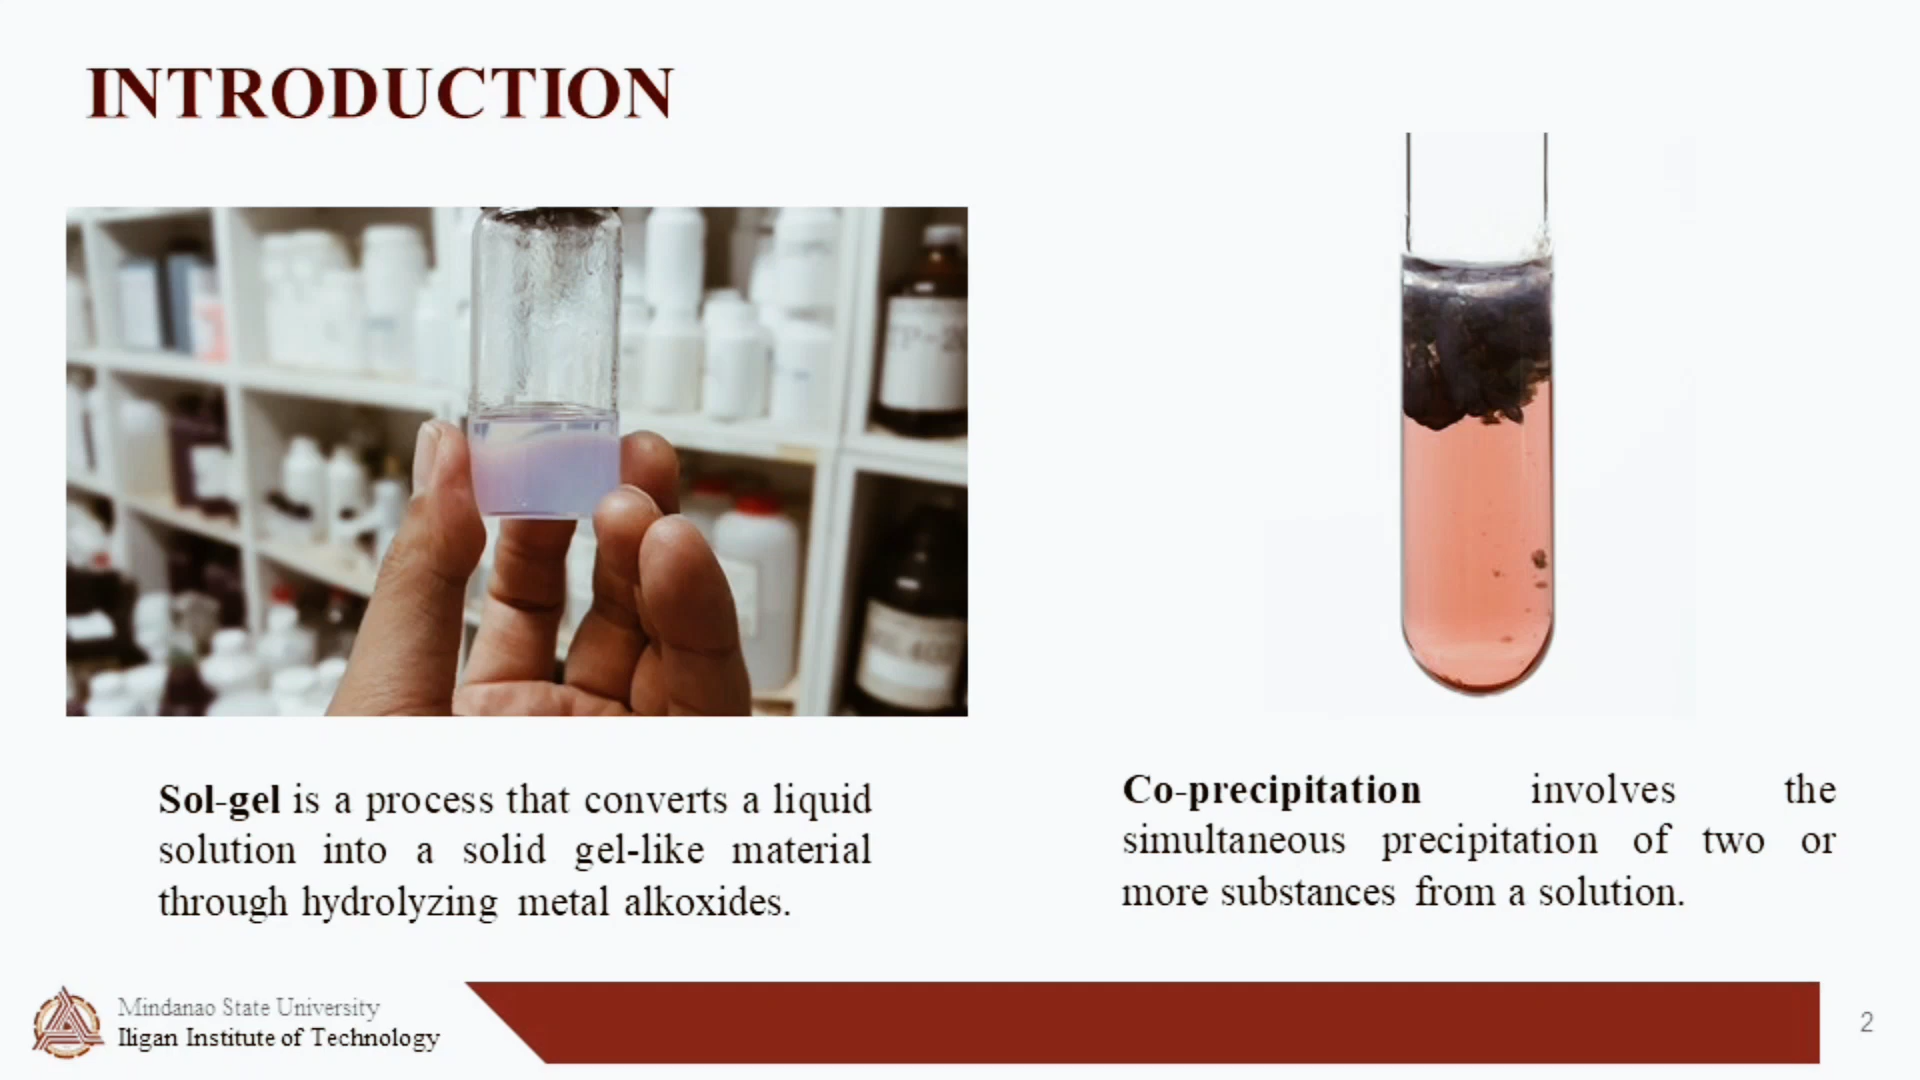 INTRODUCTION
Sol-gel is a process that converts a liquid
solution into a solid gel-like material
through hydrolyzing metal alkoxides.
Co-precipitation involves the
simultaneous precipitation of two or
more substances from a solution.
Mindanao State University
Iligan Institute of Technology
2